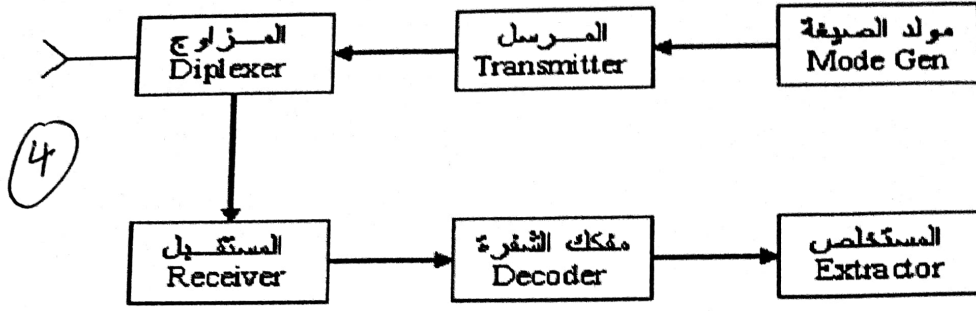 المزاوج
Diplexer
المرسل
Transmitter
مولد الصيغة
Mode Gen
4
المستقبل
Receiver
مفكك الشفرة
Decoder
المستخلص
Extractor